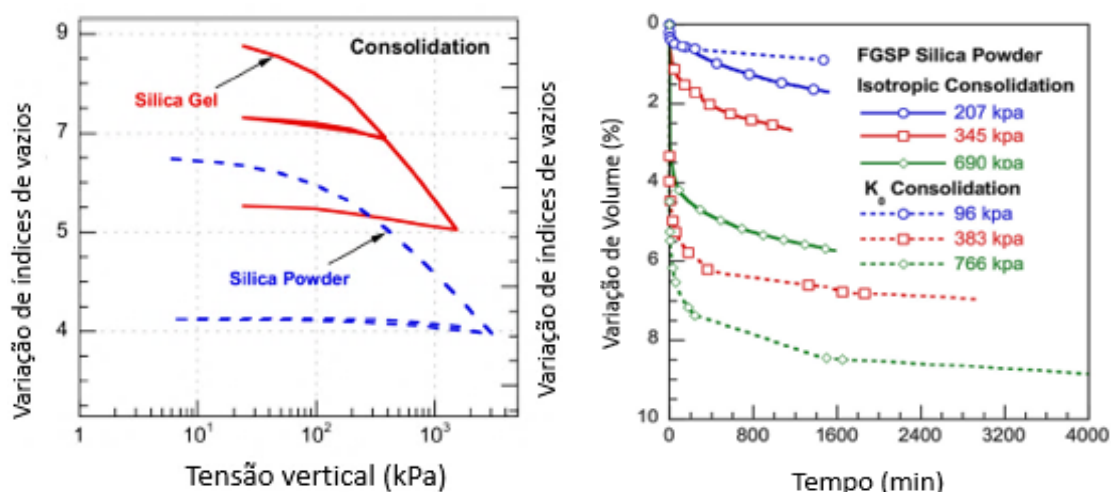 Variação de índices de vazios
9
7
5
4
Consolidation
Silica Gel
Silica Powder
1
10¹
10²
10³
Tensão vertical (kPa)
Variação de índices de vazios
Variação de Volume (%)
0
2
4
6
8
10
FGSP Silica Powder
Isotropic Consolidation
207 kpa
345 kpa
690 kpa
K₀ Consolidation
96 kpa
383 kpa
766 kpa
0
800
1600
2400
3200
4000
Tempo (min)